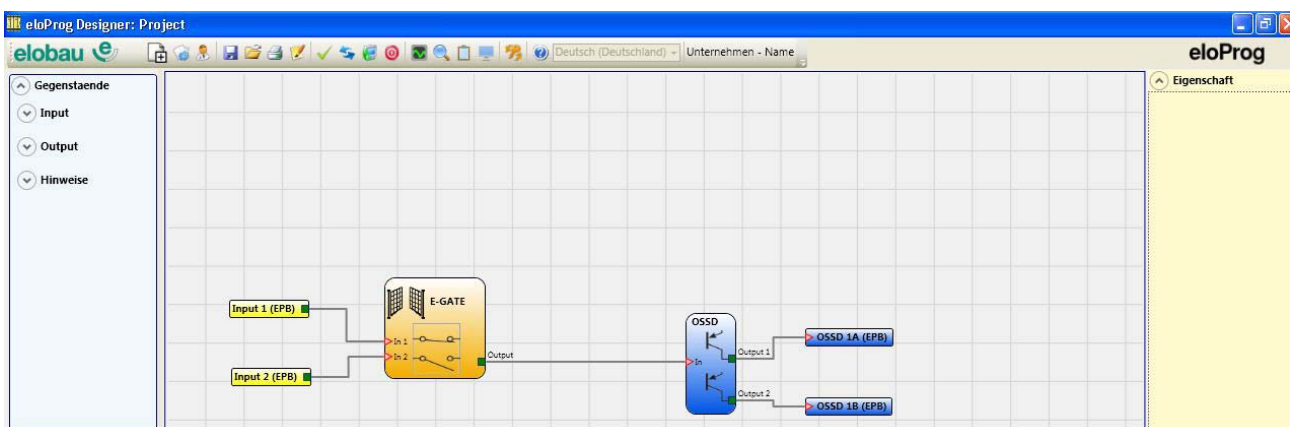 eloProg Designer: Project
elobau e
Deutsch (Deutschland)
Unternehmen - Name
eloProg
Gegenstaende
Input
Output
Hinweise
Eigenschaft
Input 1 (EPB)
Input 2 (EPB)
E-GATE
In 1
In 2
Output
OSSD
In
Output 1
Output 2
OSSD 1A (EPB)
OSSD 1B (EPB)